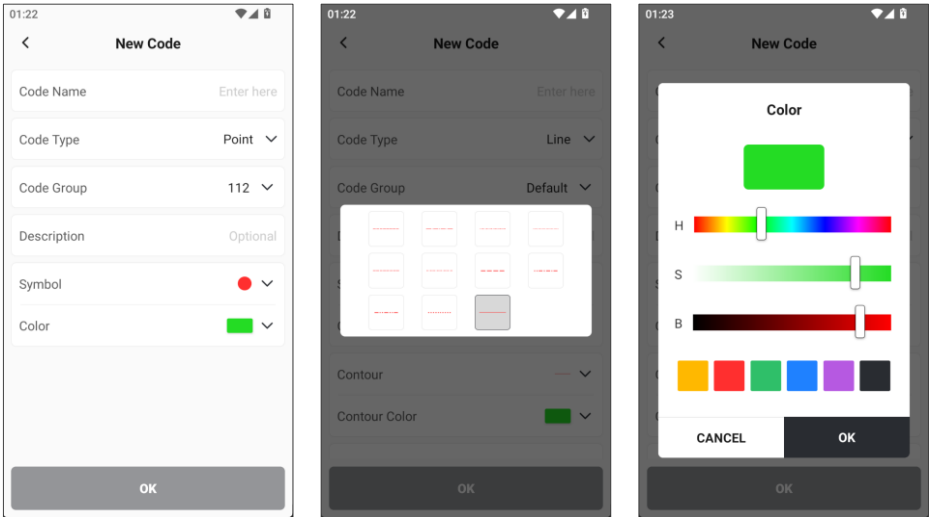 01:22
New Code
Code Name Enter here
Code Type Point
Code Group 112
Description Optional
Symbol
Color
OK
01:22
New Code
Code Name Enter here
Code Type Line
Code Group Default
Contour
Contour Color
OK
01:23
New Code
Color
H
S
B
CANCEL OK
OK